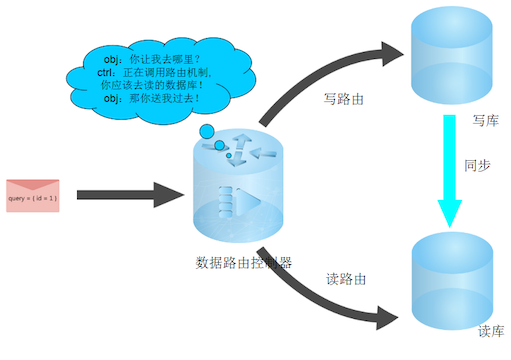 obj：你让我去哪里？
ctrl：正在调用路由机制,
你应该去读的数据库！
obj：那你送我过去！
写路由
写库
同步
query = { id = 1 }
数据路由控制器
读路由
读库